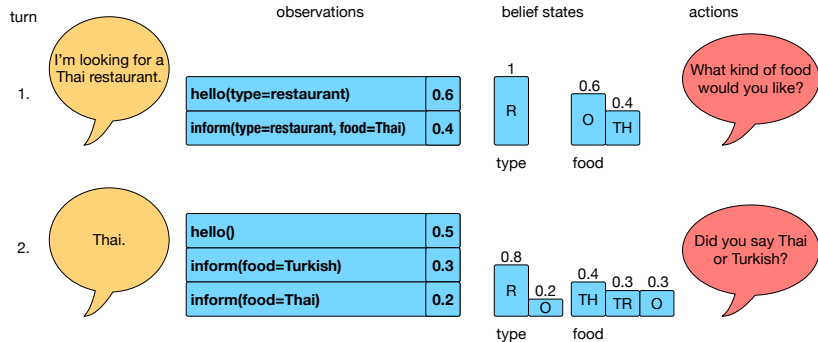 turn
observations
belief states
actions
1.
I'm looking for a
Thai restaurant.
hello(type=restaurant) 0.6
inform(type=restaurant, food=Thai) 0.4
1
R
type
0.6
O
0.4
TH
food
What kind of food
would you like?
2.
Thai.
hello() 0.5
inform(food=Turkish) 0.3
inform(food=Thai) 0.2
0.8
R
0.2
O
type
0.4
TH
0.3
TR
0.3
O
food
Did you say Thai
or Turkish?